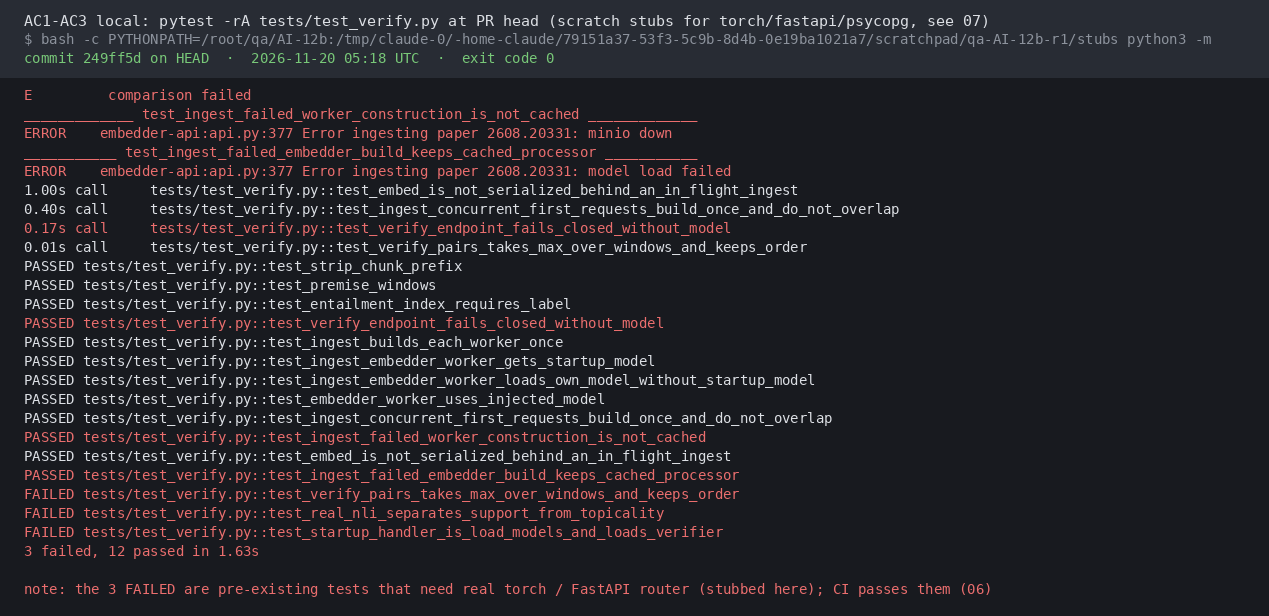 AC1-AC3 local: pytest -rA tests/test_verify.py at PR head (scratch stubs for torch/fastapi/psycopg, see 07)
$ bash -c PYTHONPATH=/root/qa/AI-12b:/tmp/claude-0/-home-claude/79151a37-53f3-5c9b-8d4b-0e19ba1021a7/scratchpad/qa-AI-12b-r1/stubs python3 -m
commit 249ff5d on HEAD · 2026-11-20 05:18 UTC · exit code 0
E         comparison failed
_____________ test_ingest_failed_worker_construction_is_not_cached _____________
ERROR    embedder-api:api.py:377 Error ingesting paper 2608.20331: minio down
___________ test_ingest_failed_embedder_build_keeps_cached_processor ___________
ERROR    embedder-api:api.py:377 Error ingesting paper 2608.20331: model load failed
1.00s call     tests/test_verify.py::test_embed_is_not_serialized_behind_an_in_flight_ingest
0.40s call     tests/test_verify.py::test_ingest_concurrent_first_requests_build_once_and_do_not_overlap
0.17s call     tests/test_verify.py::test_verify_endpoint_fails_closed_without_model
0.01s call     tests/test_verify.py::test_verify_pairs_takes_max_over_windows_and_keeps_order
PASSED tests/test_verify.py::test_strip_chunk_prefix
PASSED tests/test_verify.py::test_premise_windows
PASSED tests/test_verify.py::test_entailment_index_requires_label
PASSED tests/test_verify.py::test_verify_endpoint_fails_closed_without_model
PASSED tests/test_verify.py::test_ingest_builds_each_worker_once
PASSED tests/test_verify.py::test_ingest_embedder_worker_gets_startup_model
PASSED tests/test_verify.py::test_ingest_embedder_worker_loads_own_model_without_startup_model
PASSED tests/test_verify.py::test_embedder_worker_uses_injected_model
PASSED tests/test_verify.py::test_ingest_concurrent_first_requests_build_once_and_do_not_overlap
PASSED tests/test_verify.py::test_ingest_failed_worker_construction_is_not_cached
PASSED tests/test_verify.py::test_embed_is_not_serialized_behind_an_in_flight_ingest
PASSED tests/test_verify.py::test_ingest_failed_embedder_build_keeps_cached_processor
FAILED tests/test_verify.py::test_verify_pairs_takes_max_over_windows_and_keeps_order
FAILED tests/test_verify.py::test_real_nli_separates_support_from_topicality
FAILED tests/test_verify.py::test_startup_handler_is_load_models_and_loads_verifier
3 failed, 12 passed in 1.63s
note: the 3 FAILED are pre-existing tests that need real torch / FastAPI router (stubbed here); CI passes them (06)